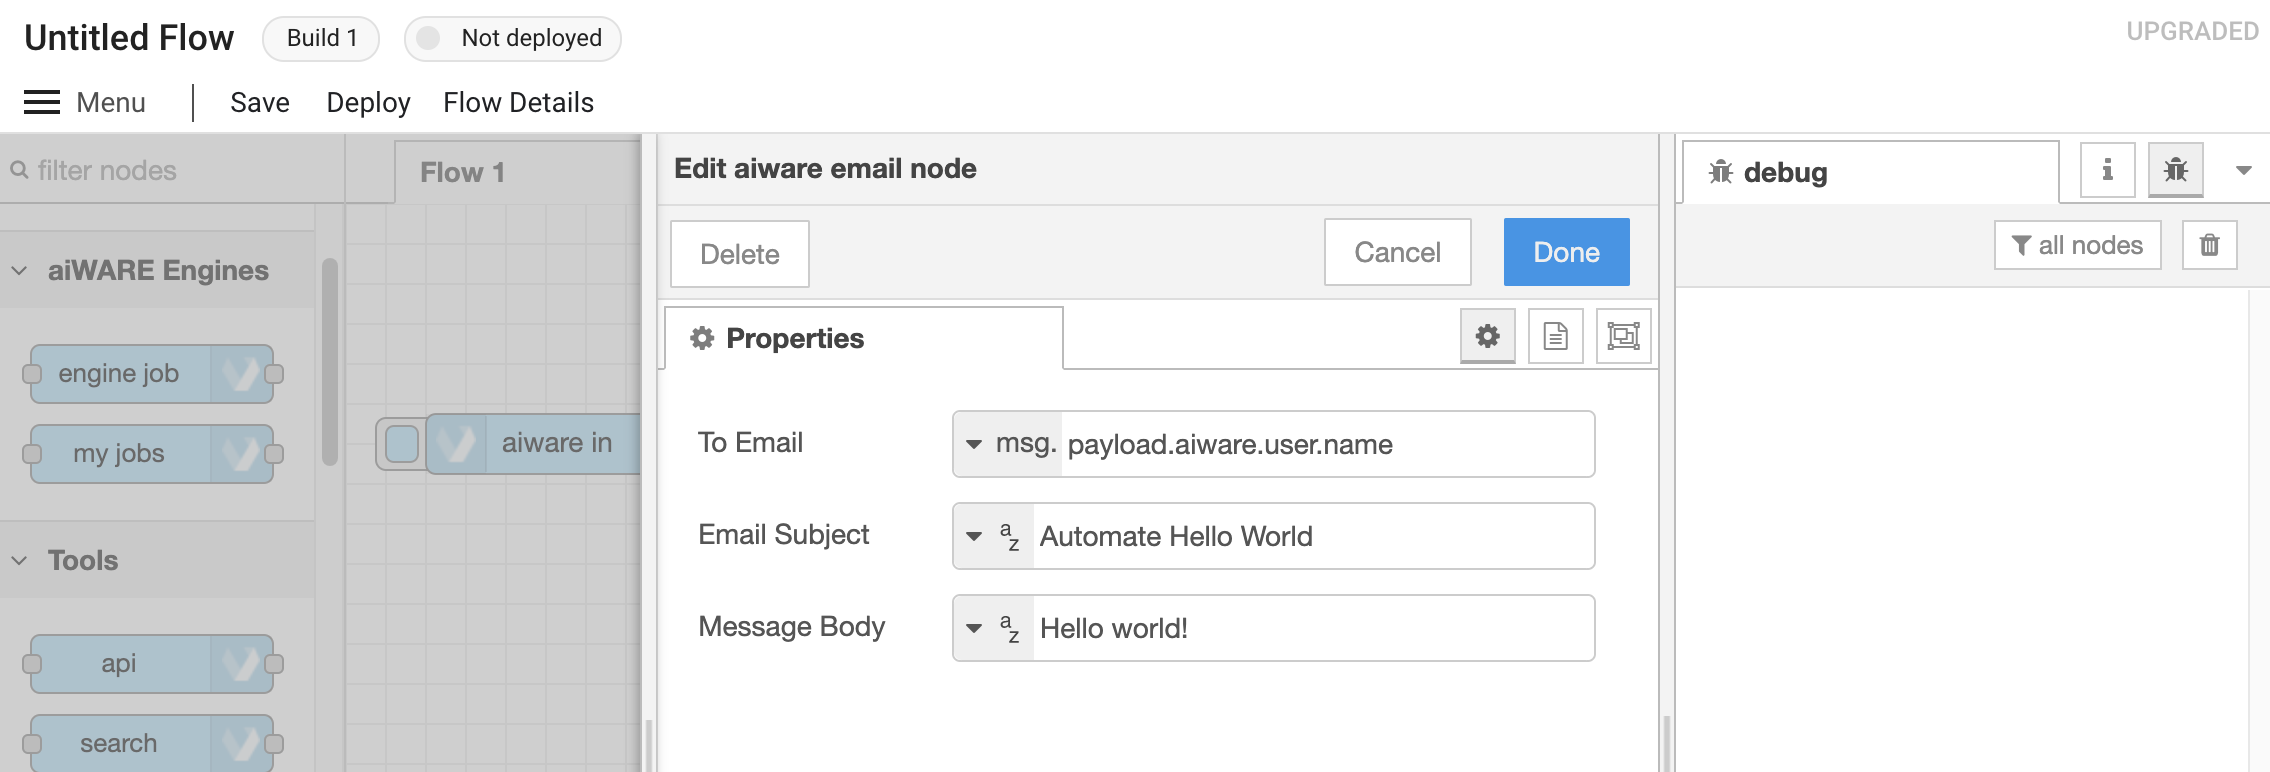 Untitled Flow
Build 1
Not deployed
UPGRADED
Menu
Save
Deploy
Flow Details
filter nodes
aiWARE Engines
engine job
my jobs
Tools
api
search
Flow 1
aiware in
Edit aiware email node
Delete
Cancel
Done
Properties
To Email
msg. payload.aiware.user.name
Email Subject
az Automate Hello World
Message Body
az Hello world!
debug
i
all nodes